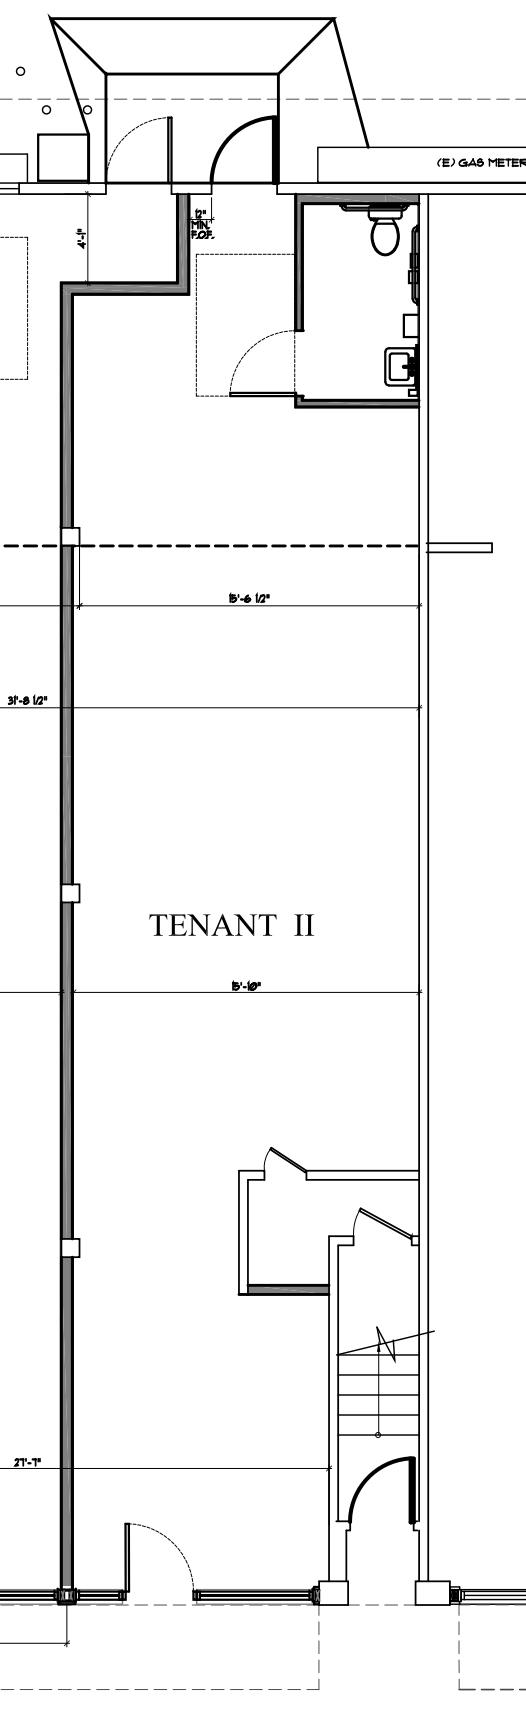 (E) GAS METER
12"
MIN.
F.O.F.
4'-1"
15'-6 1/2"
31'-8 1/2"
TENANT II
15'-10"
27'-7"